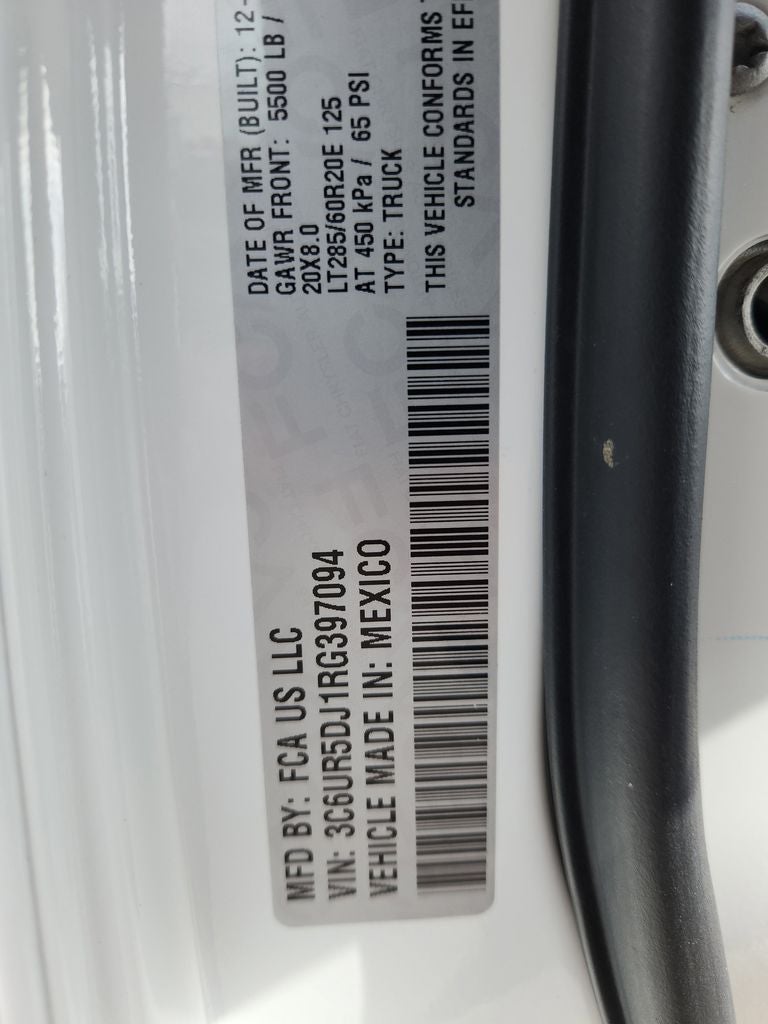 MFD BY: FCA US LLC
VIN: 3C6UR5DJ1RG397094
VEHICLE MADE IN: MEXICO
DATE OF MFR (BUILT): 12-
GAWR FRONT: 5500 LB /
20X8.0
LT285/60R20E 125
AT 450 kPa / 65 PSI
TYPE: TRUCK
THIS VEHICLE CONFORMS
STANDARDS IN